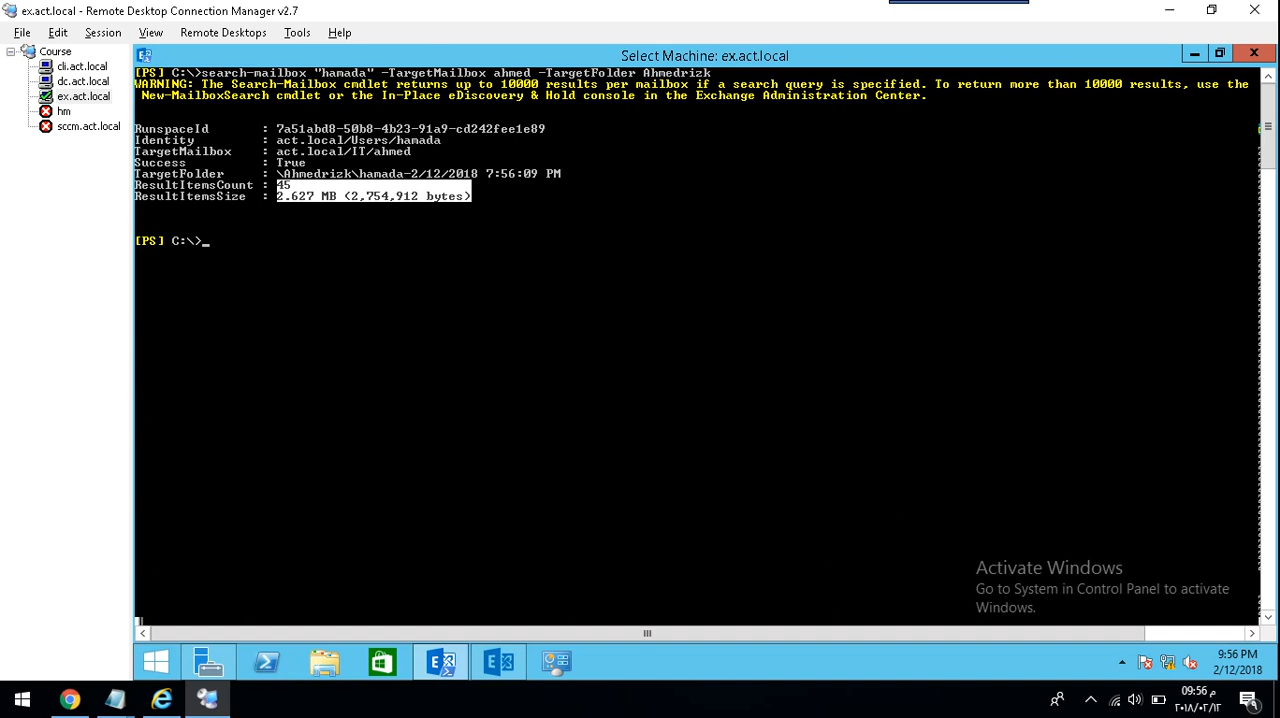 ex.act.local - Remote Desktop Connection Manager v2.7
File Edit Session View Remote Desktops Tools Help
Course
cli.act.local
dc.act.local
ex.act.local
hm
sccm.act.local
Select Machine: ex.act.local
[PS] C:\>search-mailbox "hamada" -TargetMailbox ahmed -TargetFolder Ahmedrizk
WARNING: The Search-Mailbox cmdlet returns up to 10000 results per mailbox if a search query is specified. To return more than 10000 results, use the
New-MailboxSearch cmdlet or the In-Place eDiscovery & Hold console in the Exchange Administration Center.
RunspaceId : 7a51abd8-50b8-4b23-91a9-cd242fee1e89
Identity : act.local/Users/hamada
TargetMailbox : act.local/IT/ahmed
Success : True
TargetFolder : \Ahmedrizk\hamada-2/12/2018 7:56:09 PM
ResultItemsCount : 45
ResultItemsSize : 2.627 MB (2,754,912 bytes)
[PS] C:\>_
Activate Windows
Go to System in Control Panel to activate
Windows.
9:56 PM
2/12/2018
09:56 م
٢٠١٨/٠٢/١٢